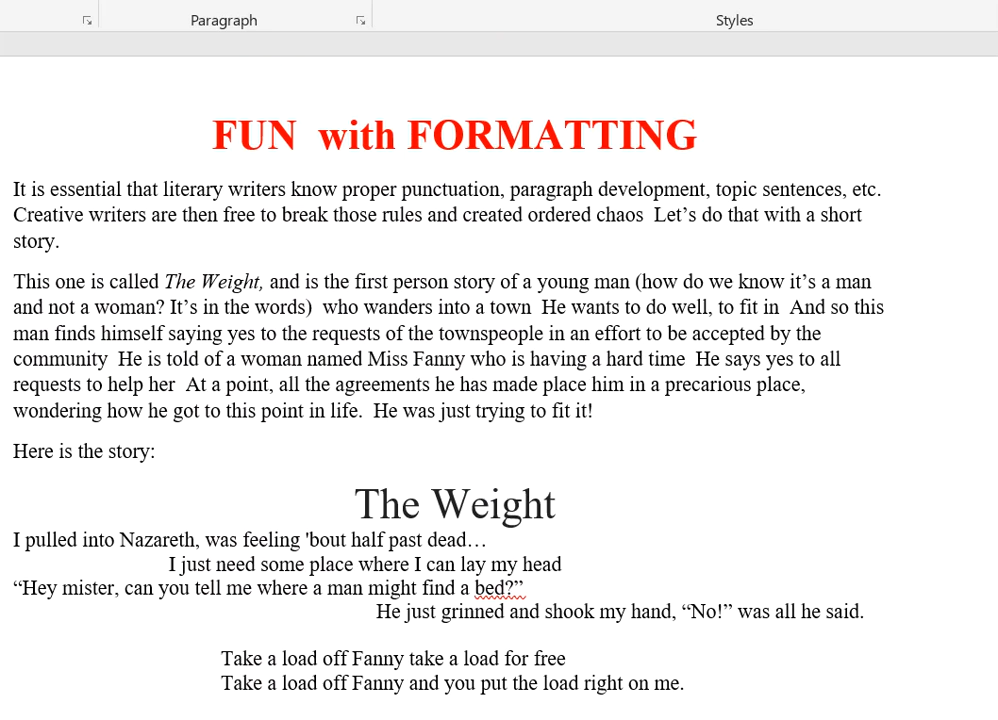 Paragraph
Styles
FUN  with FORMATTING
It is essential that literary writers know proper punctuation, paragraph development, topic sentences, etc.
Creative writers are then free to break those rules and created ordered chaos  Let’s do that with a short
story.
This one is called The Weight, and is the first person story of a young man (how do we know it’s a man
and not a woman? It’s in the words)  who wanders into a town  He wants to do well, to fit in  And so this
man finds himself saying yes to the requests of the townspeople in an effort to be accepted by the
community  He is told of a woman named Miss Fanny who is having a hard time  He says yes to all
requests to help her  At a point, all the agreements he has made place him in a precarious place,
wondering how he got to this point in life.  He was just trying to fit it!
Here is the story:
The Weight
I pulled into Nazareth, was feeling 'bout half past dead…
I just need some place where I can lay my head
“Hey mister, can you tell me where a man might find a bed?”
He just grinned and shook my hand, “No!” was all he said.
Take a load off Fanny take a load for free
Take a load off Fanny and you put the load right on me.